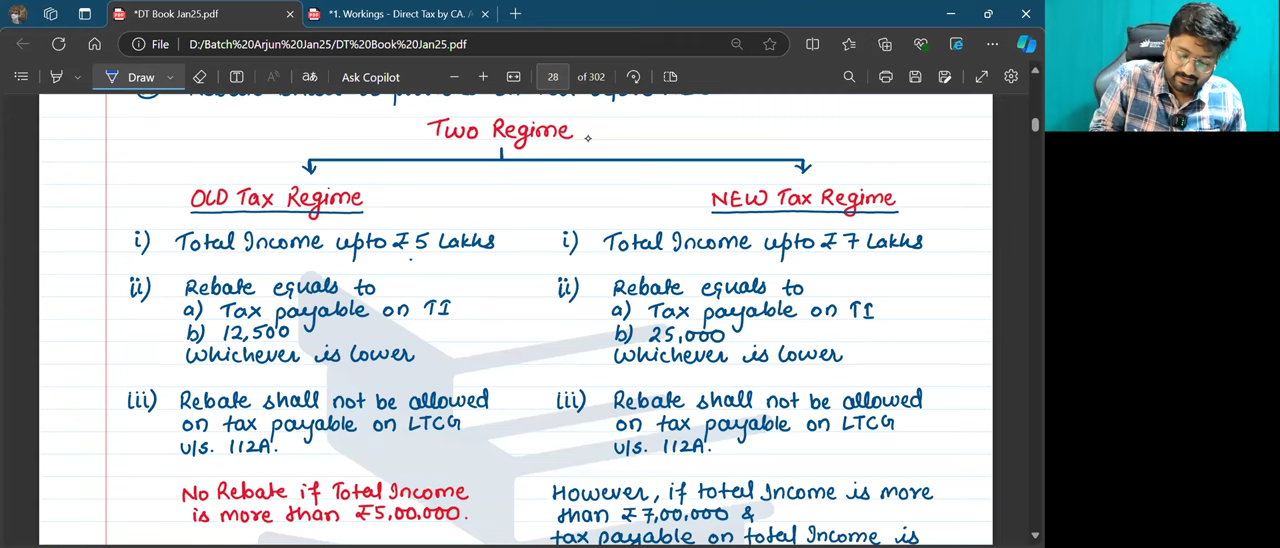 *DT Book Jan25.pdf
*1. Workings - Direct Tax by CA. A
File
D:/Batch%20Arjun%20Jan25/DT%20Book%20Jan25.pdf
Draw
Ask Copilot
28 of 302
Two Regime
OLD Tax Regime
i) Total Income upto ₹ 5 Lakhs
ii) Rebate equals to
a) Tax payable on TI
b) 12,500
Whichever is lower
iii) Rebate shall not be allowed
on tax payable on LTCG
u/s. 112A.
No Rebate if Total Income
is more than ₹5,00,000.
NEW Tax Regime
i) Total Income upto ₹ 7 Lakhs
ii) Rebate equals to
a) Tax payable on TI
b) 25,000
Whichever is lower
iii) Rebate shall not be allowed
on tax payable on LTCG
u/s. 112A.
However, if total Income is more
than ₹ 7,00,000 &
tax payable on total Income is